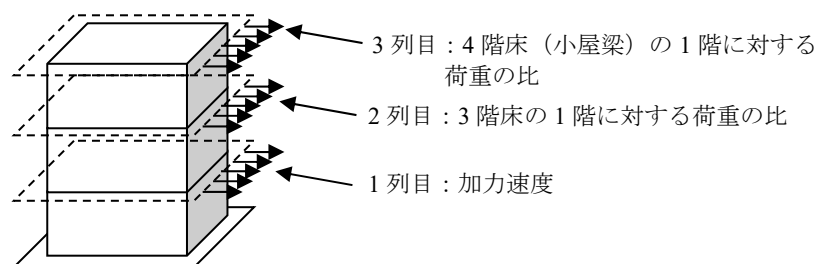 3 列目：4 階床（小屋梁）の 1 階に対する
荷重の比
2 列目：3 階床の 1 階に対する荷重の比
1 列目：加力速度